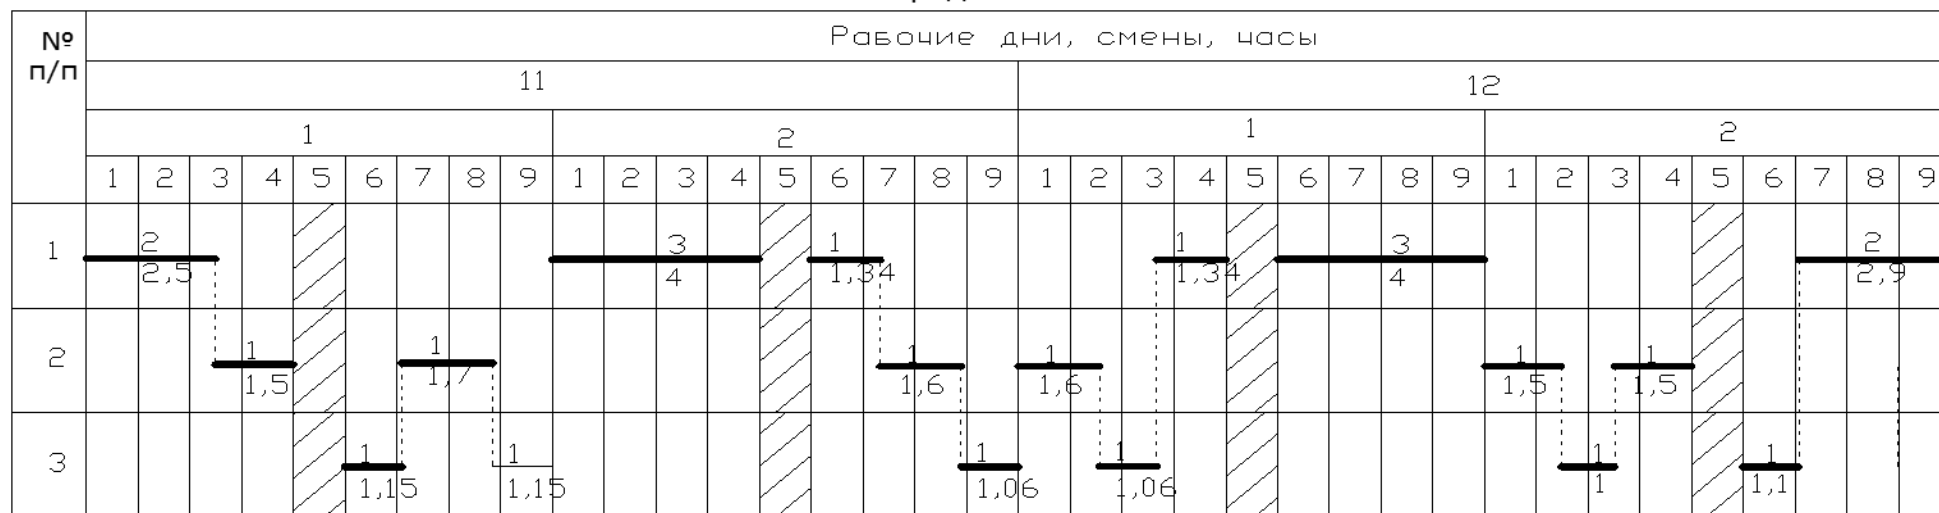 №
п/п
Рабочие дни, смены, часы
11 12
1 2 1 2
1 2 3 4 5 6 7 8 9 1 2 3 4 5 6 7 8 9 1 2 3 4 5 6 7 8 9 1 2 3 4 5 6 7 8 9
1
2 3 1 1 3 2
2,5 4 1,34 1,34 4 2,9
2
1 1 1 1 1 1
1,5 1,7 1,6 1,6 1,5 1,5
3
1 1 1 1 1 1
1,15 1,15 1,06 1,06 1 1,1